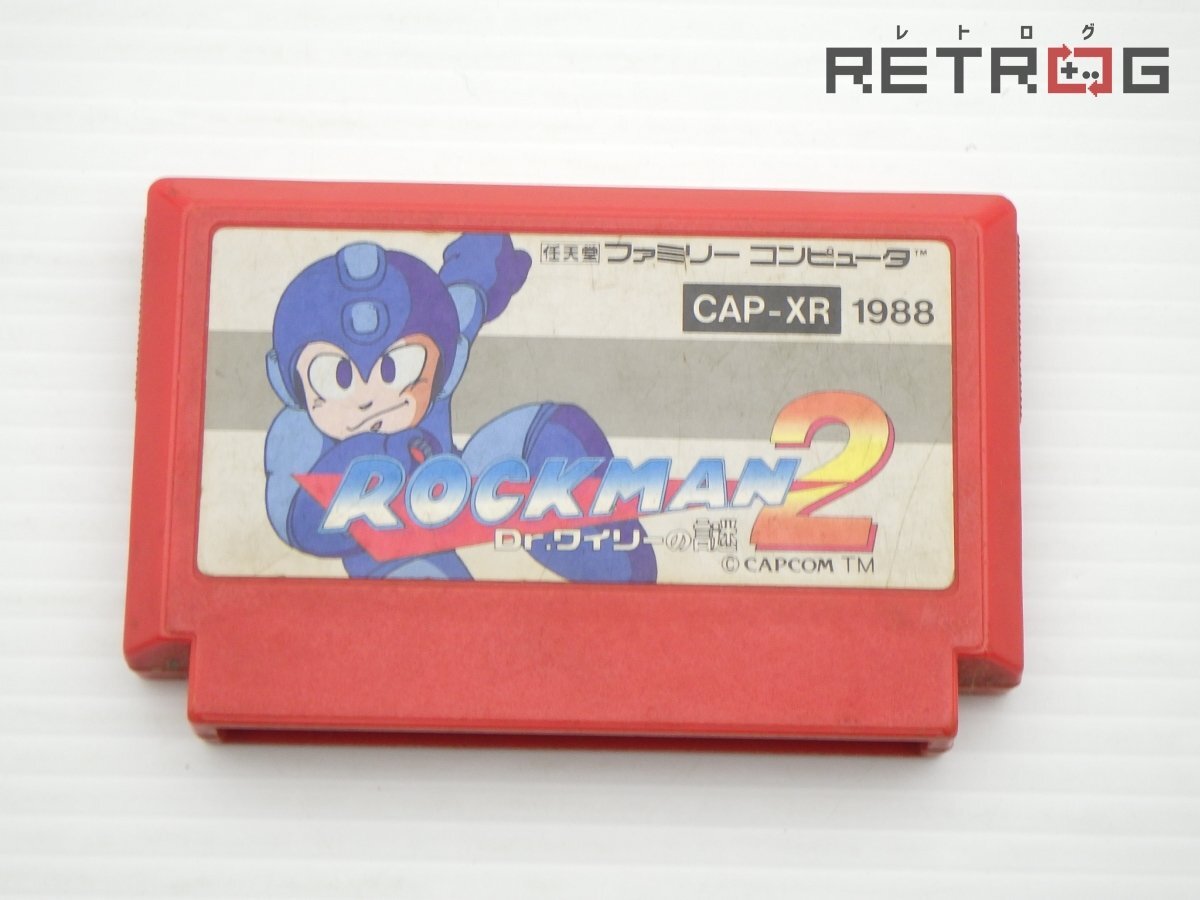 レトログ
RETROG
任天堂 ファミリー コンピュータ™
CAP-XR 1988
ROCKMAN 2
Dr.ワイリーの謎
©CAPCOM TM